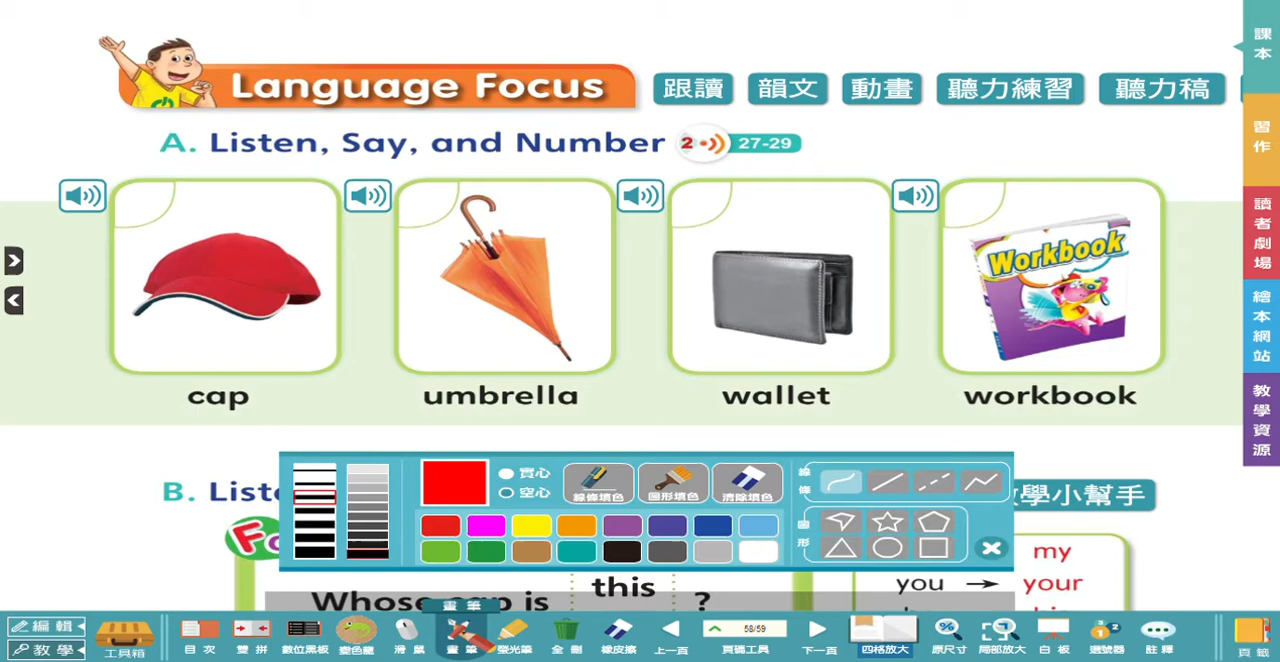 Language Focus
跟讀 韻文 動畫 聽力練習 聽力稿
課本
習作
讀者劇場
繪本網站
教學資源
A. Listen, Say, and Number 2 27-29
Workbook
cap umbrella wallet workbook
B. Liste
學小幫手
實心
空心
線條填色 圖形填色 清除填色
線條
圖形
my
you → your
this
Whose cap is ?
畫筆
編輯
教學
工具箱 目次 雙拼 數位黑板 變色龍 滑鼠 畫筆 螢光筆 全刪 橡皮擦 上一頁 58/59 頁碼工具 下一頁 四格放大 原尺寸 局部放大 白板 選號器 註釋 頁籤